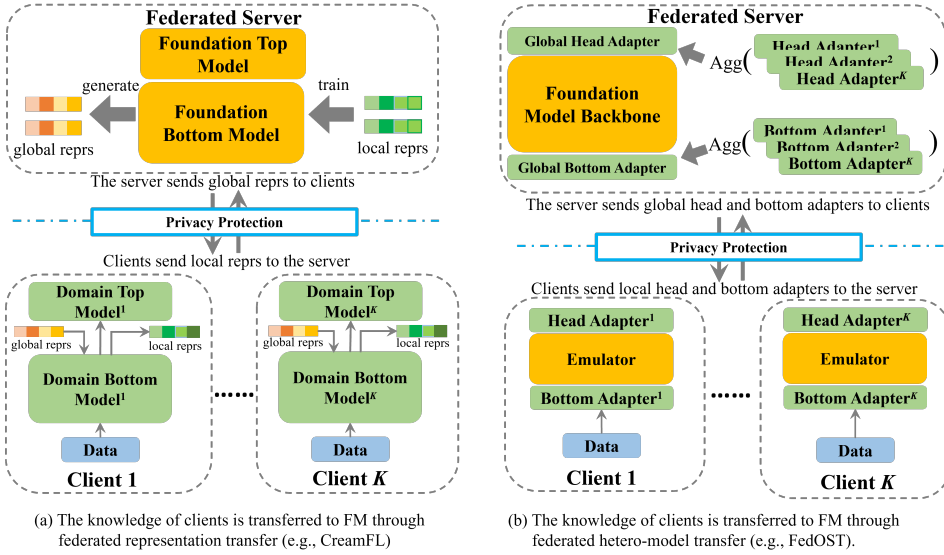 Federated Server
Foundation Top
Model
generate
train
Foundation
Bottom Model
global reprs
local reprs
The server sends global reprs to clients
Privacy Protection
Clients send local reprs to the server
Domain Top
Model¹
global reprs
local reprs
Domain Bottom
Model¹
Data
Client 1
......
Domain Top
Modelᴷ
global reprs
local reprs
Domain Bottom
Modelᴷ
Data
Client K
(a) The knowledge of clients is transferred to FM through
federated representation transfer (e.g., CreamFL)
Federated Server
Global Head Adapter
Foundation
Model Backbone
Global Bottom Adapter
Agg(
Head Adapter¹
Head Adapter²
Head Adapterᴷ
)
Agg(
Bottom Adapter¹
Bottom Adapter²
Bottom Adapterᴷ
)
The server sends global head and bottom adapters to clients
Privacy Protection
Clients send local head and bottom adapters to the server
Head Adapter¹
Emulator
Bottom Adapter¹
Data
Client 1
......
Head Adapterᴷ
Emulator
Bottom Adapterᴷ
Data
Client K
(b) The knowledge of clients is transferred to FM through
federated hetero-model transfer (e.g., FedOST).